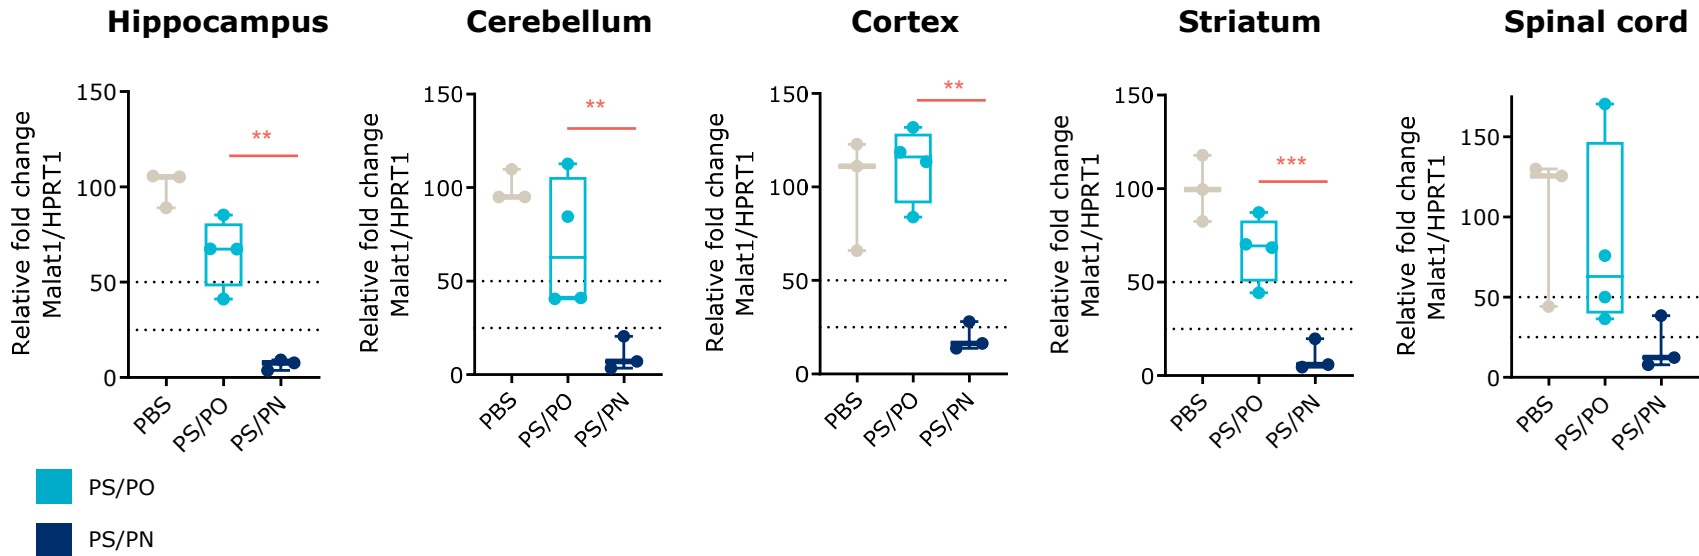 Hippocampus
Relative fold change
Malat1/HPRT1
150
100
50
0
**
PBS
PS/PO
PS/PN
Cerebellum
Relative fold change
Malat1/HPRT1
150
100
50
0
**
PBS
PS/PO
PS/PN
Cortex
Relative fold change
Malat1/HPRT1
150
100
50
0
**
PBS
PS/PO
PS/PN
Striatum
Relative fold change
Malat1/HPRT1
150
100
50
0
***
PBS
PS/PO
PS/PN
Spinal cord
Relative fold change
Malat1/HPRT1
150
100
50
0
PBS
PS/PO
PS/PN
PS/PO
PS/PN